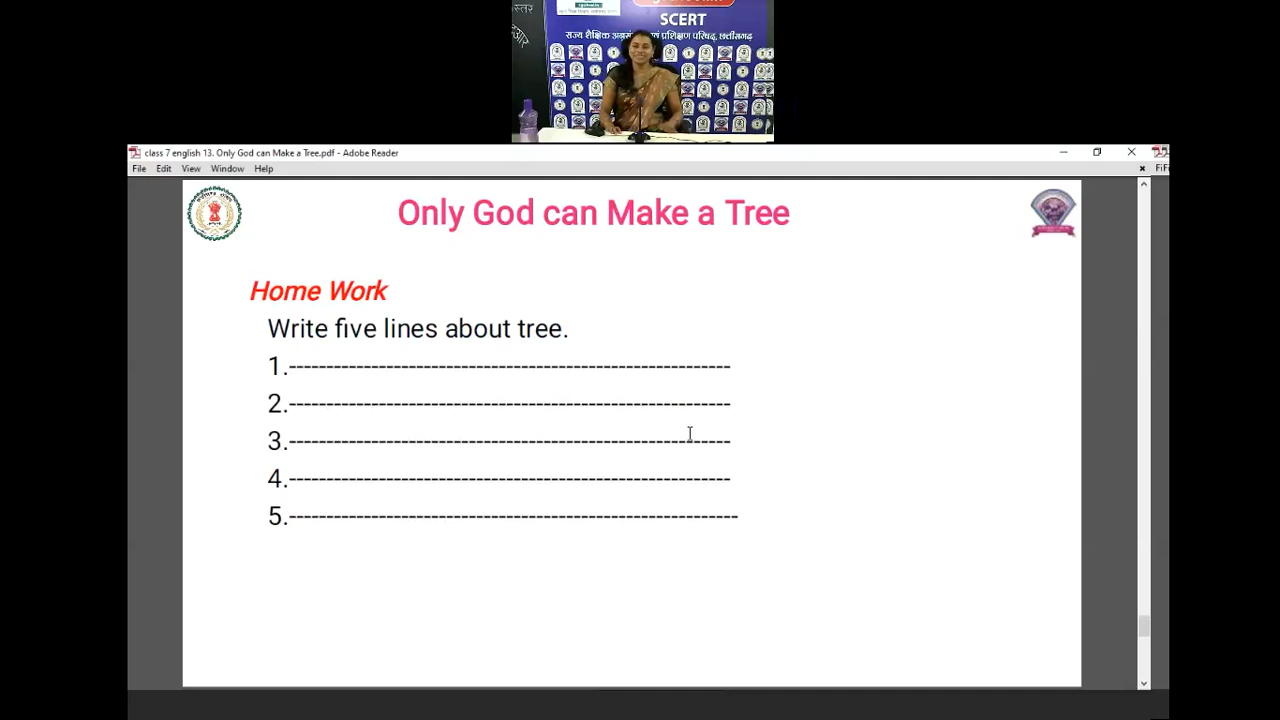 स्तर
SCERT
राज्य शैक्षिक अनुसंधान एवं प्रशिक्षण परिषद्, छत्तीसगढ़
class 7 english 13. Only God can Make a Tree.pdf - Adobe Reader
File Edit View Window Help
Only God can Make a Tree
Home Work
Write five lines about tree.
1.-----------------------------------------------------------
2.-----------------------------------------------------------
3.-----------------------------------------------------------
4.-----------------------------------------------------------
5.------------------------------------------------------------